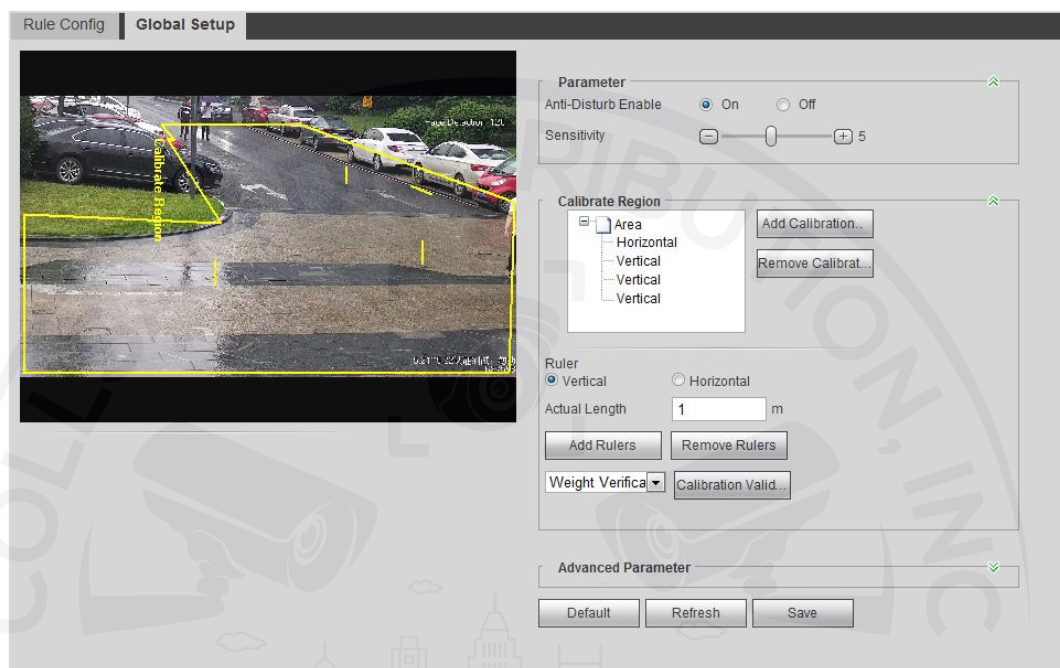 Rule Config
Global Setup
Parameter
Anti-Disturb Enable On Off
Sensitivity 5
Calibrate Region
Calibrate Region
Area
Horizontal
Vertical
Vertical
Vertical
Add Calibration..
Remove Calibrat...
Ruler
Vertical Horizontal
Actual Length 1 m
Add Rulers Remove Rulers
Weight Verifica Calibration Valid...
Advanced Parameter
Default Refresh Save